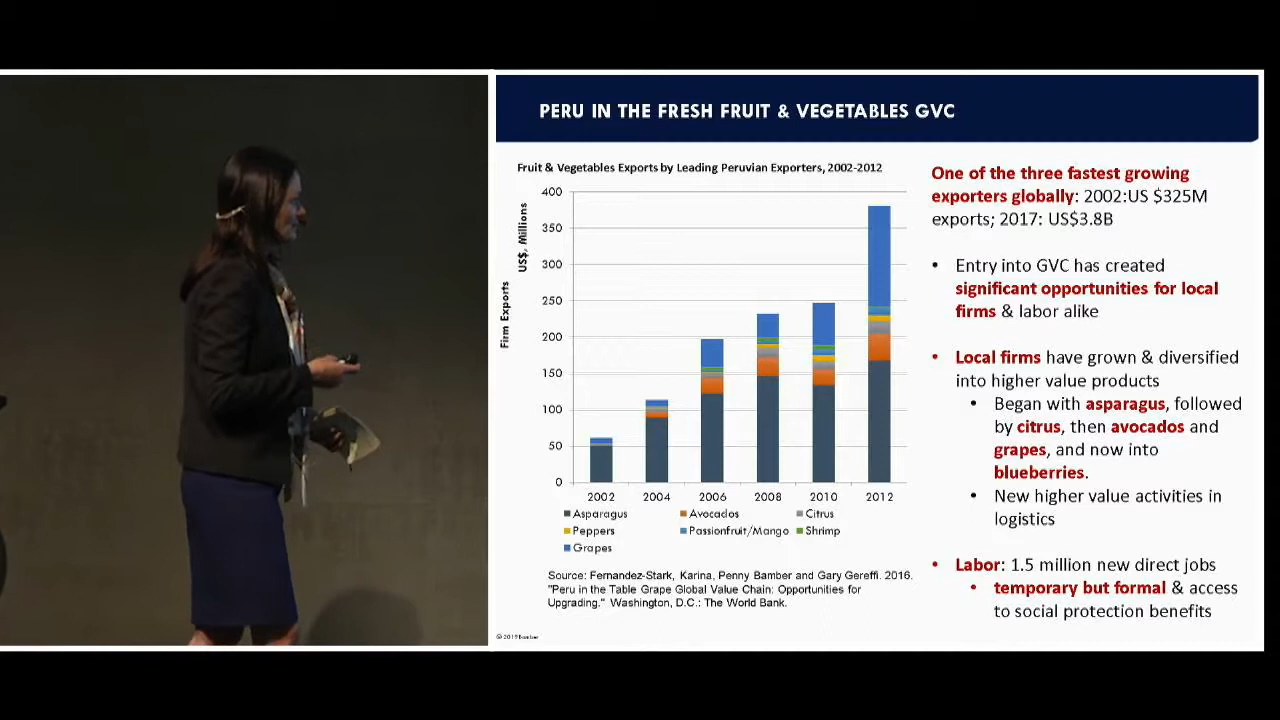 PERU IN THE FRESH FRUIT & VEGETABLES GVC
Fruit & Vegetables Exports by Leading Peruvian Exporters, 2002-2012
Firm Exports
US$, Millions
400
350
300
250
200
150
100
50
0
2002 2004 2006 2008 2010 2012
Asparagus Avocados Citrus
Peppers Passionfruit/Mango Shrimp
Grapes
Source: Fernandez-Stark, Karina, Penny Bamber and Gary Gereffi. 2016.
"Peru in the Table Grape Global Value Chain: Opportunities for
Upgrading." Washington, D.C.: The World Bank.
© 2019 Bamber
One of the three fastest growing
exporters globally: 2002:US $325M
exports; 2017: US$3.8B
• Entry into GVC has created
significant opportunities for local
firms & labor alike
• Local firms have grown & diversified
into higher value products
• Began with asparagus, followed
by citrus, then avocados and
grapes, and now into
blueberries.
• New higher value activities in
logistics
• Labor: 1.5 million new direct jobs
• temporary but formal & access
to social protection benefits